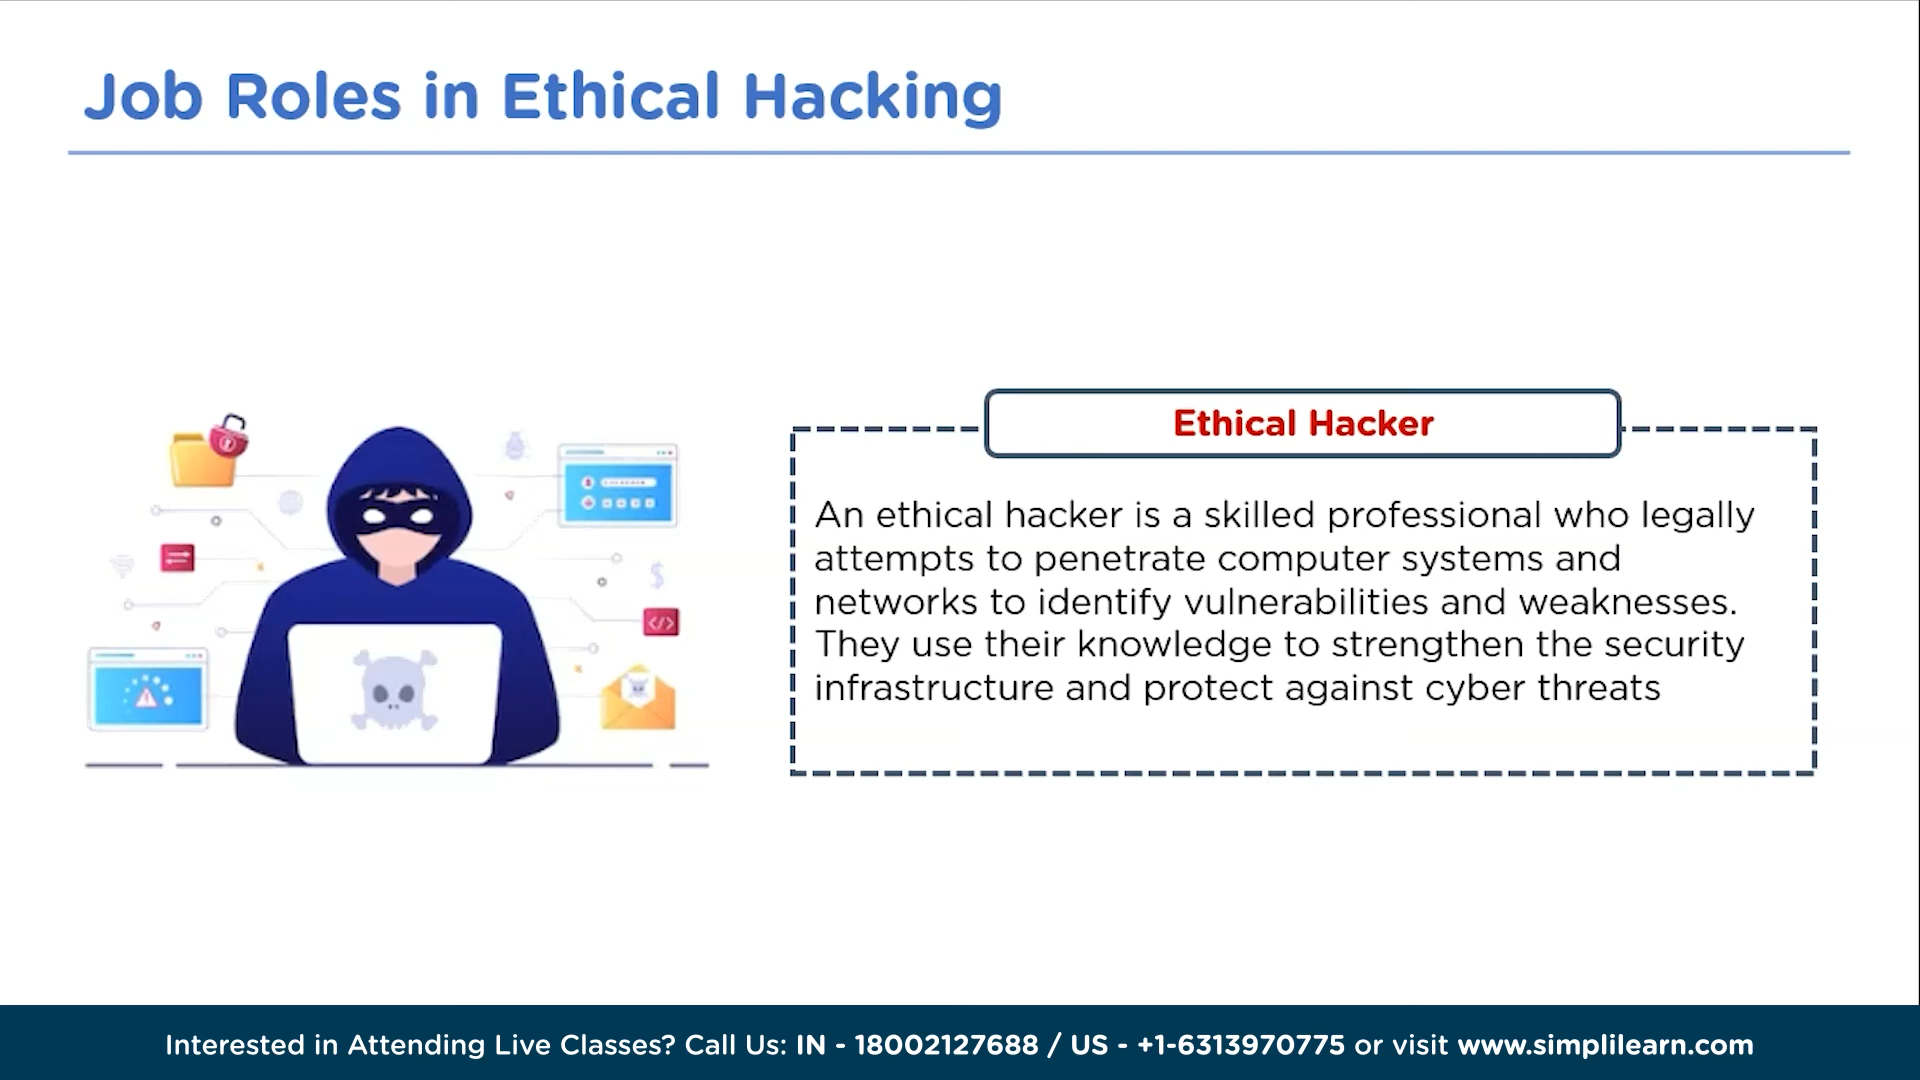 Job Roles in Ethical Hacking
Ethical Hacker
An ethical hacker is a skilled professional who legally
attempts to penetrate computer systems and
networks to identify vulnerabilities and weaknesses.
They use their knowledge to strengthen the security
infrastructure and protect against cyber threats
Interested in Attending Live Classes? Call Us: IN - 18002127688 / US - +1-6313970775 or visit www.simplilearn.com